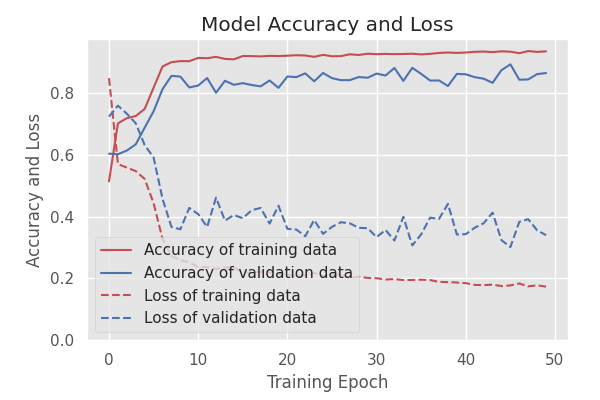 Model Accuracy and Loss
Accuracy and Loss
0.8
0.6
0.4
0.2
0.0
Accuracy of training data
Accuracy of validation data
Loss of training data
Loss of validation data
0 10 20 30 40 50
Training Epoch